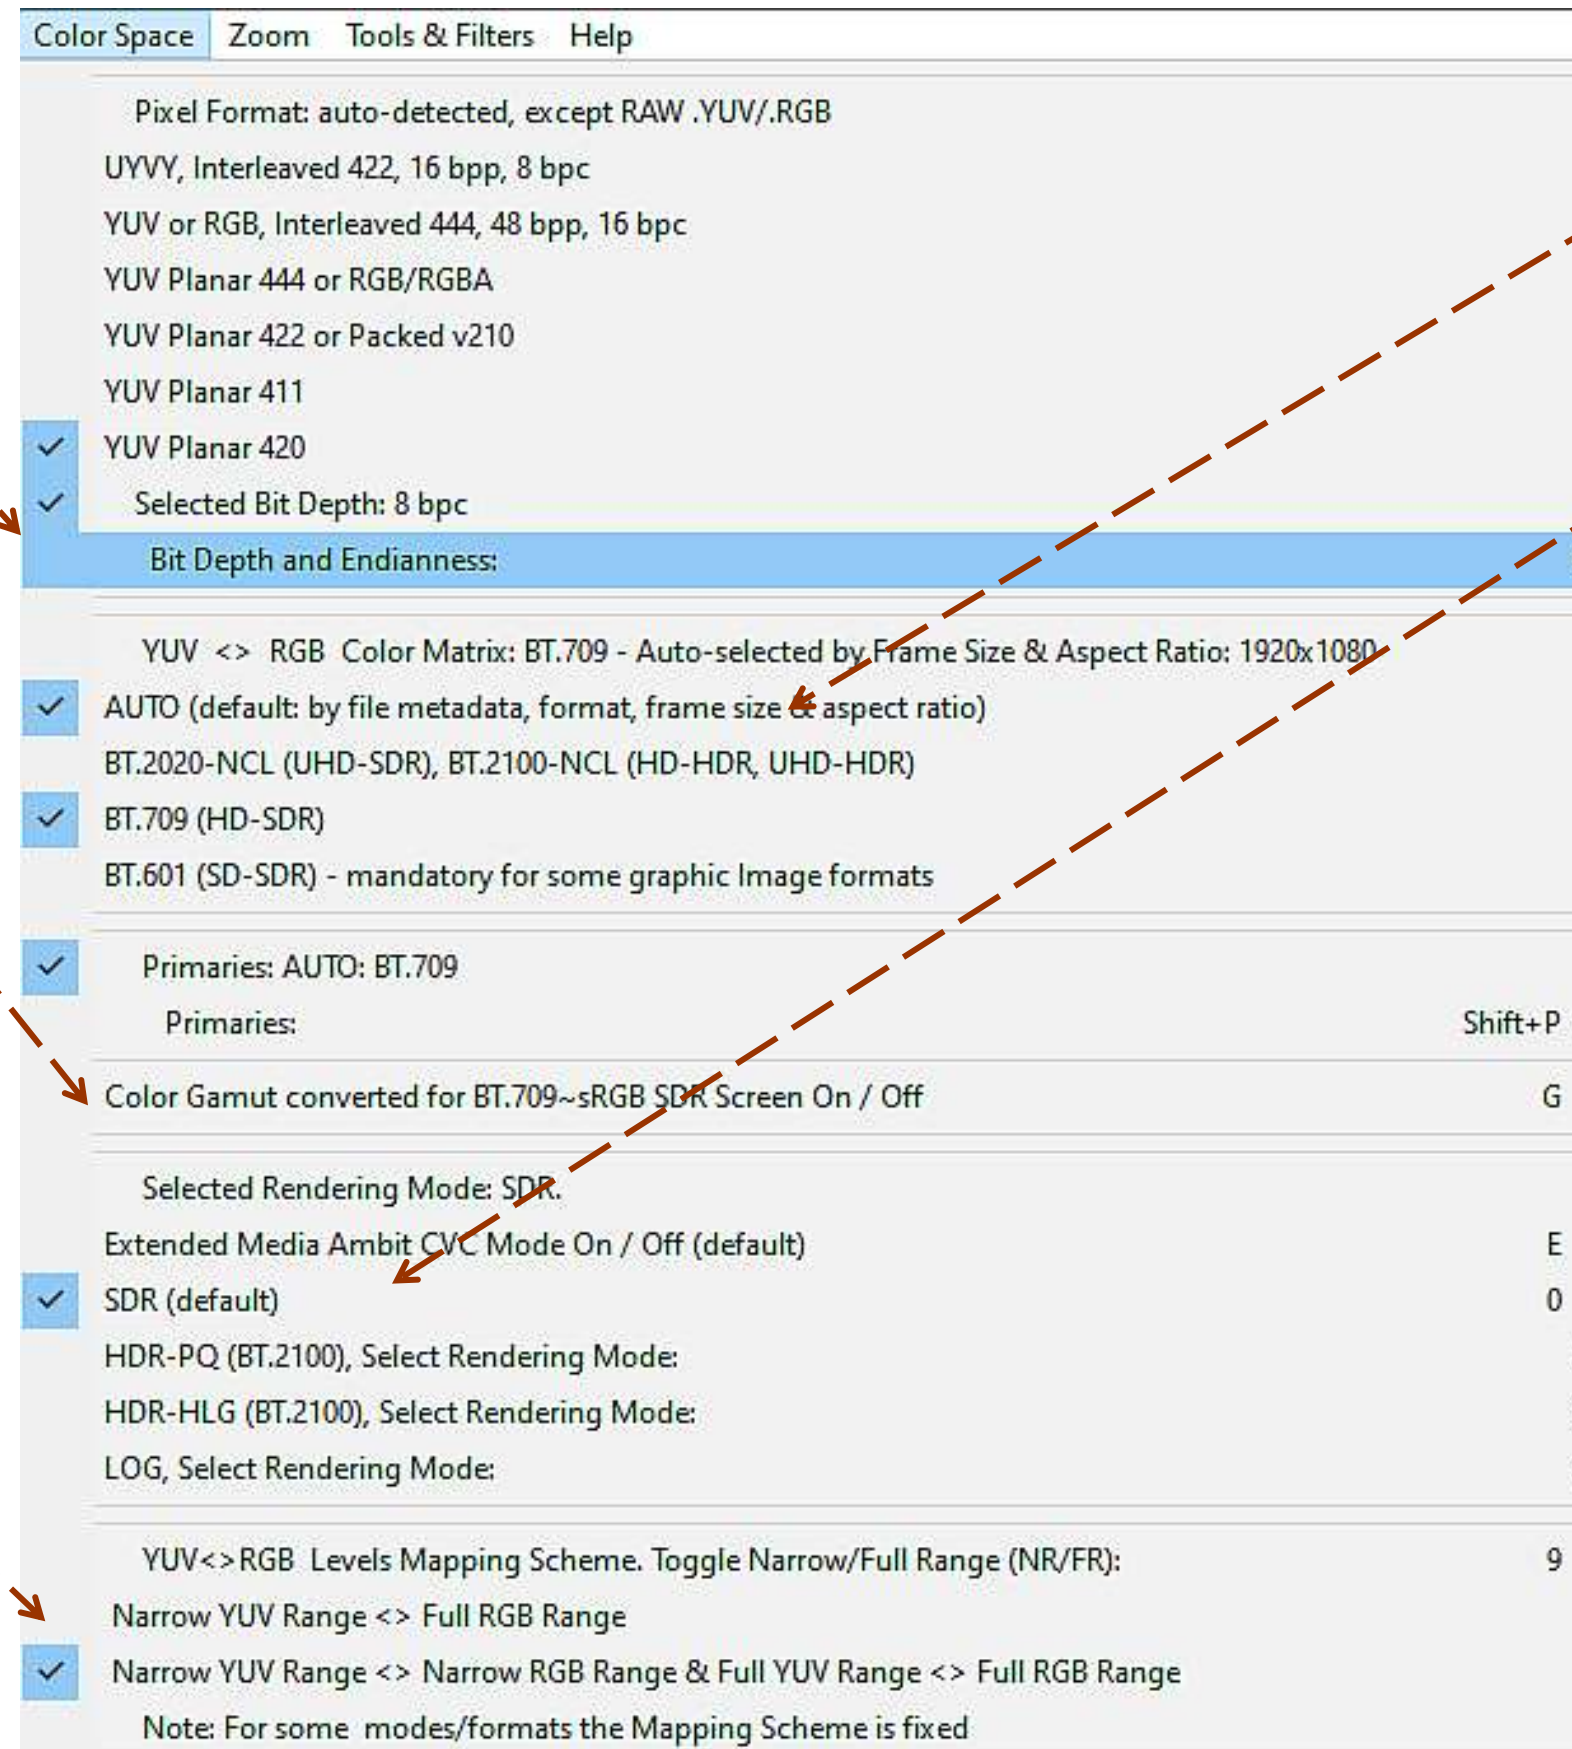 Color Space Zoom Tools & Filters Help
Pixel Format: auto-detected, except RAW .YUV/.RGB
UYVY, Interleaved 422, 16 bpp, 8 bpc
YUV or RGB, Interleaved 444, 48 bpp, 16 bpc
YUV Planar 444 or RGB/RGBA
YUV Planar 422 or Packed v210
YUV Planar 411
YUV Planar 420
Selected Bit Depth: 8 bpc
Bit Depth and Endianness:
YUV <> RGB Color Matrix: BT.709 - Auto-selected by Frame Size & Aspect Ratio: 1920x1080
AUTO (default: by file metadata, format, frame size & aspect ratio)
BT.2020-NCL (UHD-SDR), BT.2100-NCL (HD-HDR, UHD-HDR)
BT.709 (HD-SDR)
BT.601 (SD-SDR) - mandatory for some graphic Image formats
Primaries: AUTO: BT.709
Primaries: Shift+P
Color Gamut converted for BT.709~sRGB SDR Screen On / Off G
Selected Rendering Mode: SDR.
Extended Media Ambit CVC Mode On / Off (default) E
SDR (default) 0
HDR-PQ (BT.2100), Select Rendering Mode:
HDR-HLG (BT.2100), Select Rendering Mode:
LOG, Select Rendering Mode:
YUV<>RGB Levels Mapping Scheme. Toggle Narrow/Full Range (NR/FR): 9
Narrow YUV Range <> Full RGB Range
Narrow YUV Range <> Narrow RGB Range & Full YUV Range <> Full RGB Range
Note: For some modes/formats the Mapping Scheme is fixed